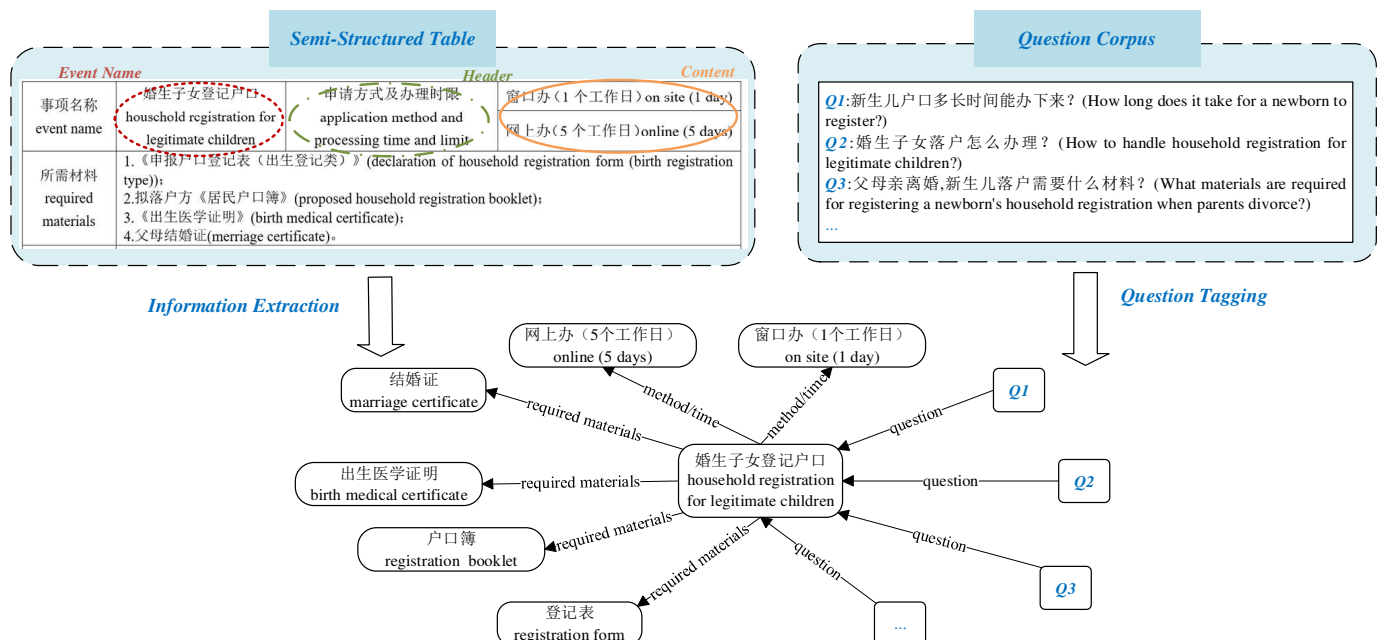 Semi-Structured Table
Event Name
Header
Content
事项名称
event name
婚生子女登记户口
household registration for
legitimate children
申请方式及办理时限
application method and
processing time and limit
窗口办（1 个工作日）on site (1 day)
网上办（5 个工作日）online (5 days)
所需材料
required
materials
1.《申报户口登记表（出生登记类）》(declaration of household registration form (birth registration
type));
2.拟落户方《居民户口簿》(proposed household registration booklet);
3.《出生医学证明》(birth medical certificate);
4.父母结婚证(merriage certificate)。
Question Corpus
Q1:新生儿户口多长时间能办下来？(How long does it take for a newborn to
register?)
Q2:婚生子女落户怎么办理？(How to handle household registration for
legitimate children?)
Q3:父母亲离婚,新生儿落户需要什么材料？(What materials are required
for registering a newborn's household registration when parents divorce?)
...
Information Extraction
Question Tagging
网上办（5个工作日）
online (5 days)
窗口办（1个工作日）
on site (1 day)
结婚证
marriage certificate
method/time
method/time
Q1
required materials
question
婚生子女登记户口
household registration
for legitimate children
出生医学证明
birth medical certificate
required materials
question
Q2
户口簿
registration booklet
required materials
question
Q3
required materials
question
登记表
registration form
...